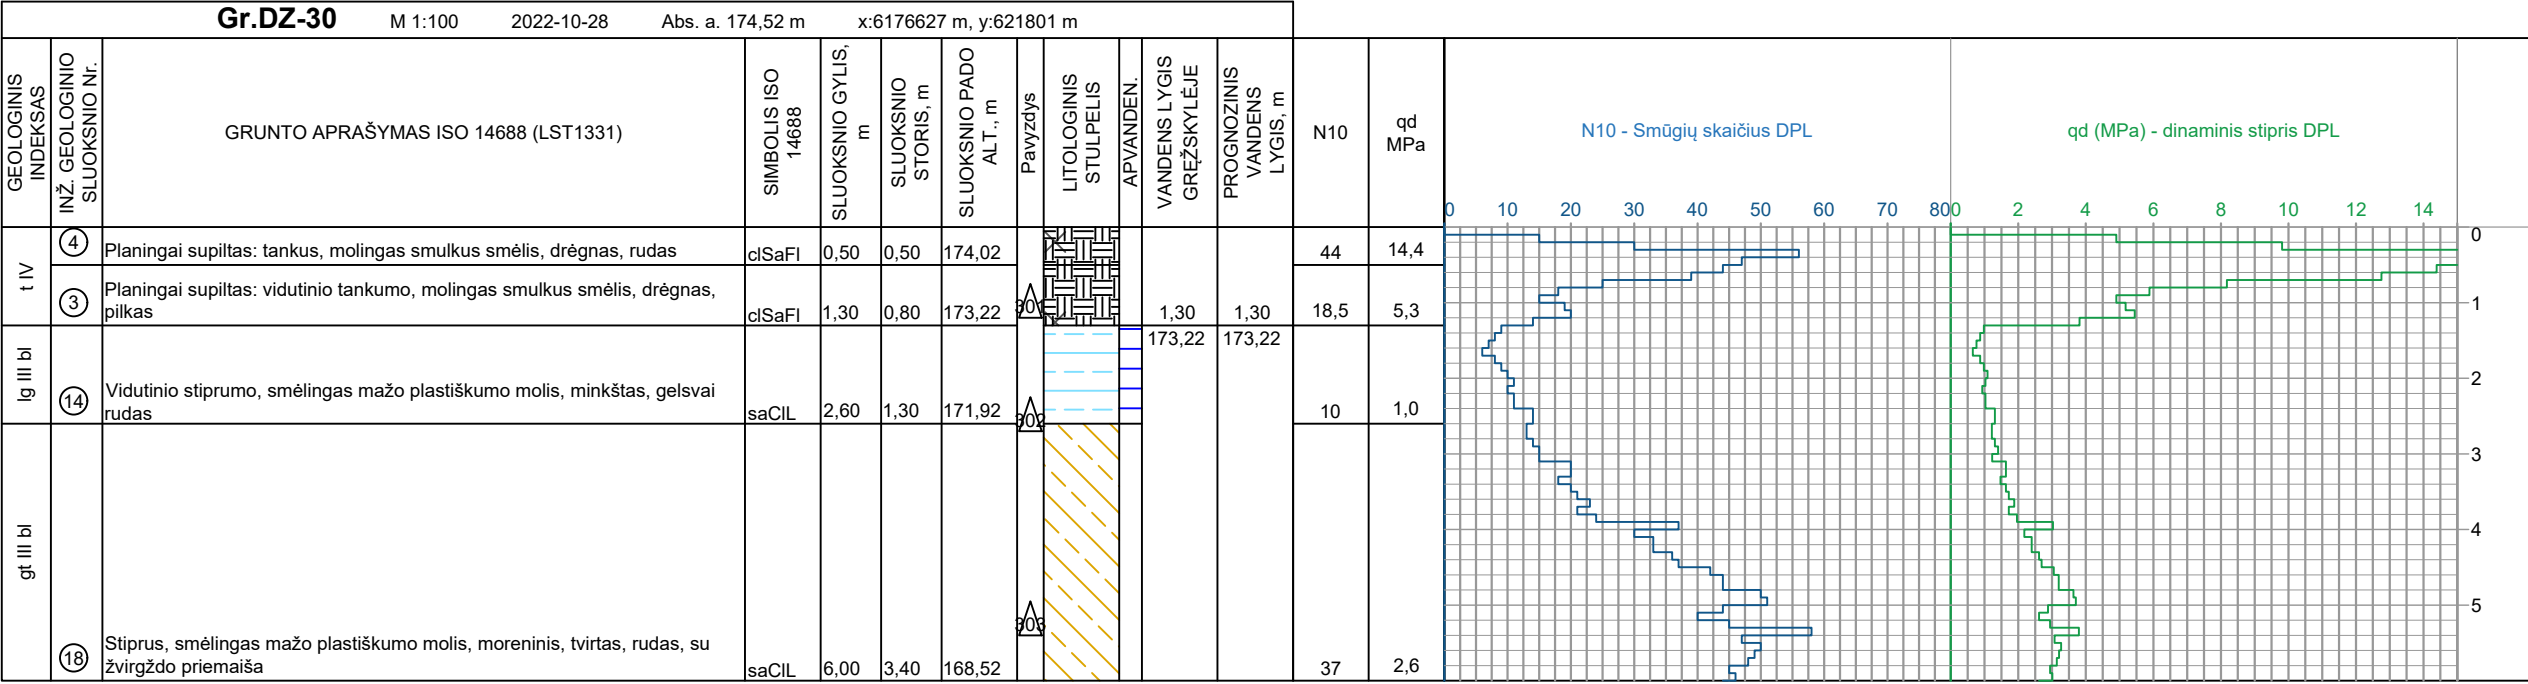 Gr.DZ-30 M 1:100 2022-10-28 Abs. a. 174,52 m x:6176627 m, y:621801 m
GEOLOGINIS
INDEKSAS
INŽ. GEOLOGINIO
SLUOKSNIO Nr.
GRUNTO APRAŠYMAS ISO 14688 (LST1331)
SIMBOLIS ISO
14688
SLUOKSNIO GYLIS,
m
SLUOKSNIO
STORIS, m
SLUOKSNIO PADO
ALT., m
Pavyzdys
LITOLOGINIS
STULPELIS
APVANDEN.
VANDENS LYGIS
GRĘŽSKYLĖJE
PROGNOZINIS
VANDENS
LYGIS, m
N10
qd
MPa
N10 - Smūgių skaičius DPL
qd (MPa) - dinaminis stipris DPL
0 10 20 30 40 50 60 70 80
0 2 4 6 8 10 12 14
t IV
4 Planingai supiltas: tankus, molingas smulkus smėlis, drėgnas, rudas clSaFl 0,50 0,50 174,02 44 14,4
3 Planingai supiltas: vidutinio tankumo, molingas smulkus smėlis, drėgnas,
pilkas clSaFl 1,30 0,80 173,22 301 1,30 1,30 18,5 5,3
173,22 173,22
lg III bl
14 Vidutinio stiprumo, smėlingas mažo plastiškumo molis, minkštas, gelsvai
rudas saClL 2,60 1,30 171,92 302 10 1,0
gt III bl
303
18 Stiprus, smėlingas mažo plastiškumo molis, moreninis, tvirtas, rudas, su
žvirgždo priemaiša saClL 6,00 3,40 168,52 37 2,6
0
1
2
3
4
5